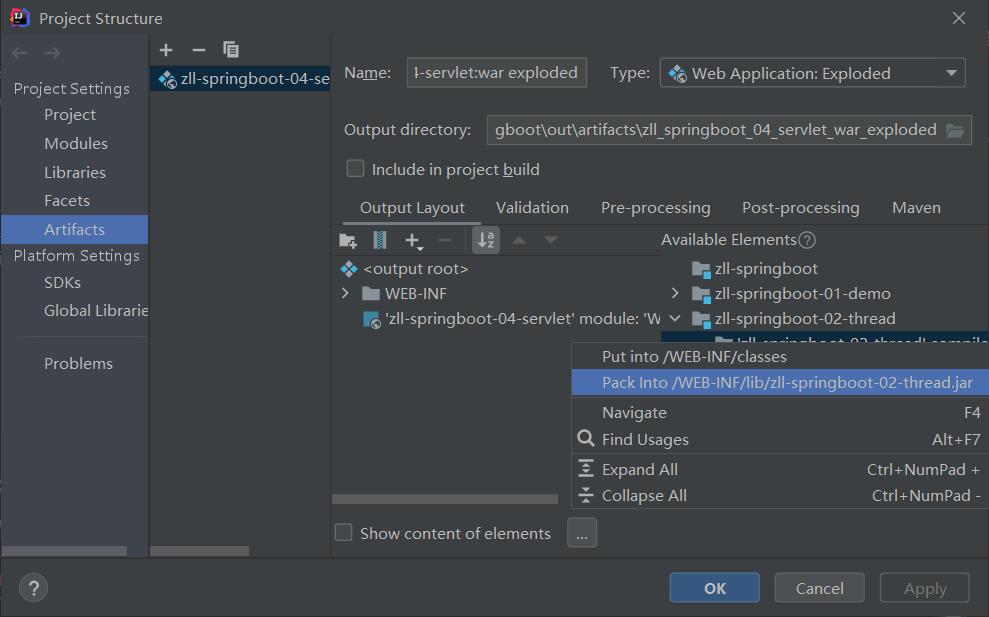 Project Structure
Project Settings
Project
Modules
Libraries
Facets
Artifacts
Platform Settings
SDKs
Global Librarie
Problems
zll-springboot-04-se
Name: -servlet:war exploded Type: Web Application: Exploded
Output directory: gboot\out\artifacts\zll_springboot_04_servlet_war_exploded
Include in project build
Output Layout Validation Pre-processing Post-processing Maven
Available Elements ?
<output root>
WEB-INF
'zll-springboot-04-servlet' module: 'W
zll-springboot
zll-springboot-01-demo
zll-springboot-02-thread
'zll-springboot-02-thread' compile
Put into /WEB-INF/classes
Pack Into /WEB-INF/lib/zll-springboot-02-thread.jar
Navigate F4
Find Usages Alt+F7
Expand All Ctrl+NumPad +
Collapse All Ctrl+NumPad -
Show content of elements ...
? OK Cancel Apply